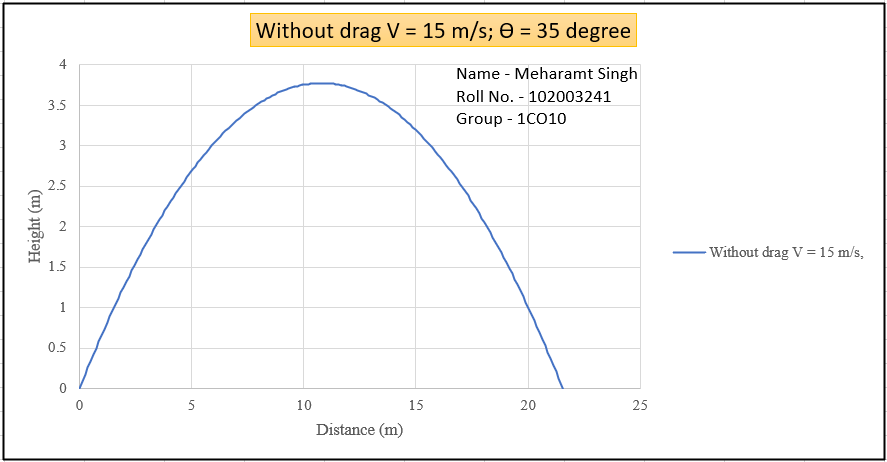 Without drag V = 15 m/s; Ө = 35 degree
Name - Meharamt Singh
Roll No. - 102003241
Group - 1CO10
4
3.5
3
2.5
2
1.5
1
0.5
0
Height (m)
0 5 10 15 20 25
Distance (m)
Without drag V = 15 m/s,